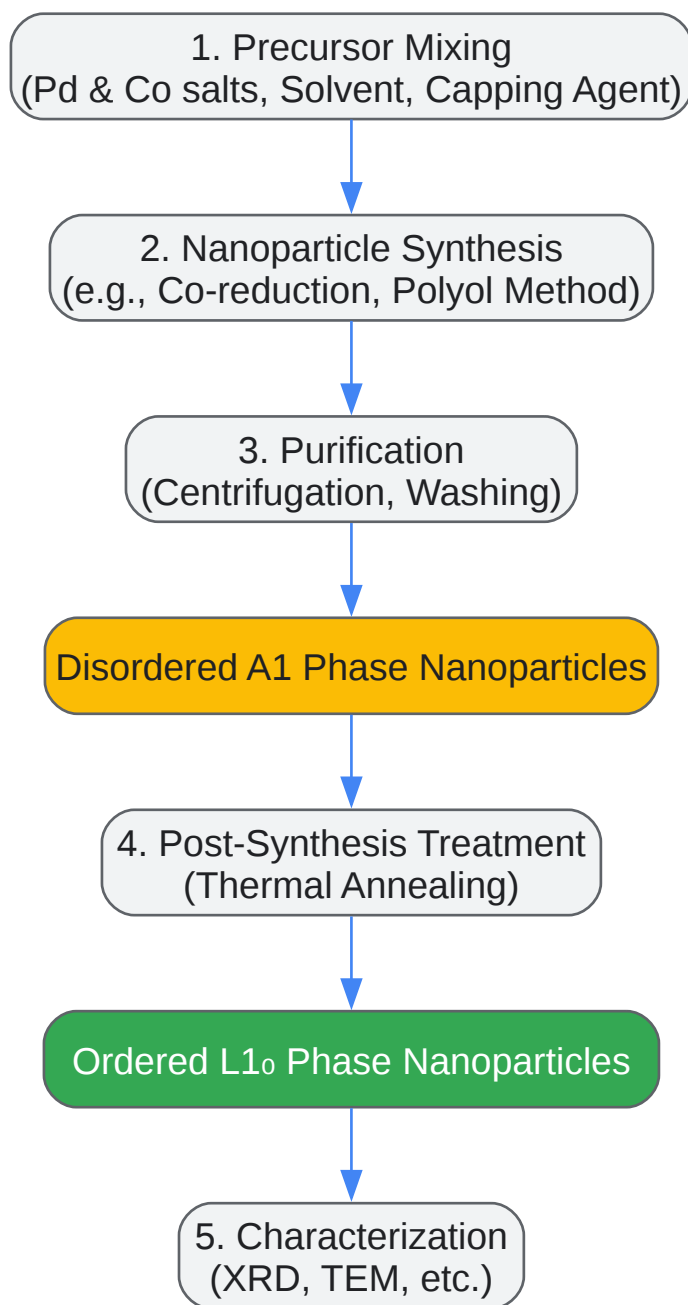 1. Precursor Mixing
(Pd & Co salts, Solvent, Capping Agent)
2. Nanoparticle Synthesis
(e.g., Co-reduction, Polyol Method)
3. Purification
(Centrifugation, Washing)
Disordered A1 Phase Nanoparticles
4. Post-Synthesis Treatment
(Thermal Annealing)
Ordered L1₀ Phase Nanoparticles
5. Characterization
(XRD, TEM, etc.)